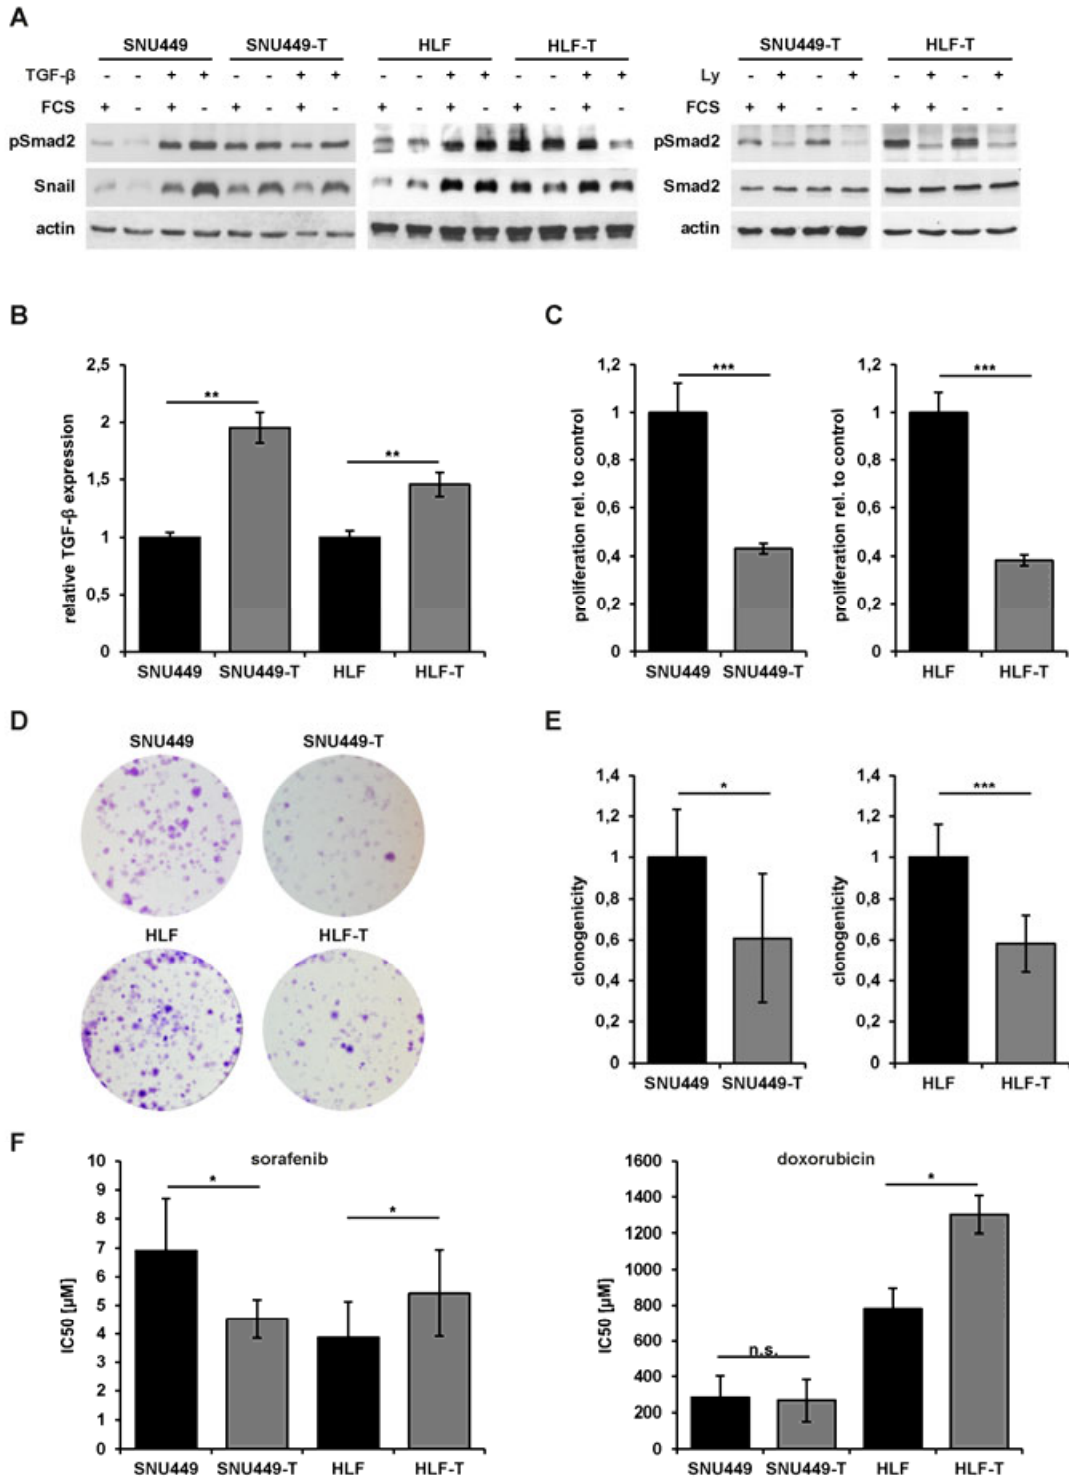 A
SNU449 SNU449-T HLF HLF-T SNU449-T HLF-T
TGF-β - - + + - - + + - - + + - - + + Ly - + - + - + - +
FCS + - + - + - + - + - + - + - + - FCS + + - - + + - -
pSmad2 pSmad2
Snail Smad2
actin actin
B
2,5
2
1,5
1
0,5
0
relative TGF-β expression
** **
SNU449 SNU449-T HLF HLF-T
C
1,2
1
0,8
0,6
0,4
0,2
0
proliferation rel. to control
***
SNU449 SNU449-T
1,2
1
0,8
0,6
0,4
0,2
0
proliferation rel. to control
***
HLF HLF-T
D
SNU449 SNU449-T
HLF HLF-T
E
1,4
1,2
1
0,8
0,6
0,4
0,2
0
clonogenicity
*
SNU449 SNU449-T
1,4
1,2
1
0,8
0,6
0,4
0,2
0
clonogenicity
***
HLF HLF-T
F
sorafenib
10
9
8
7
6
5
4
3
2
1
0
IC50 [µM]
* *
SNU449 SNU449-T HLF HLF-T
doxorubicin
1600
1400
1200
1000
800
600
400
200
0
IC50 [µM]
n.s. *
SNU449 SNU449-T HLF HLF-T